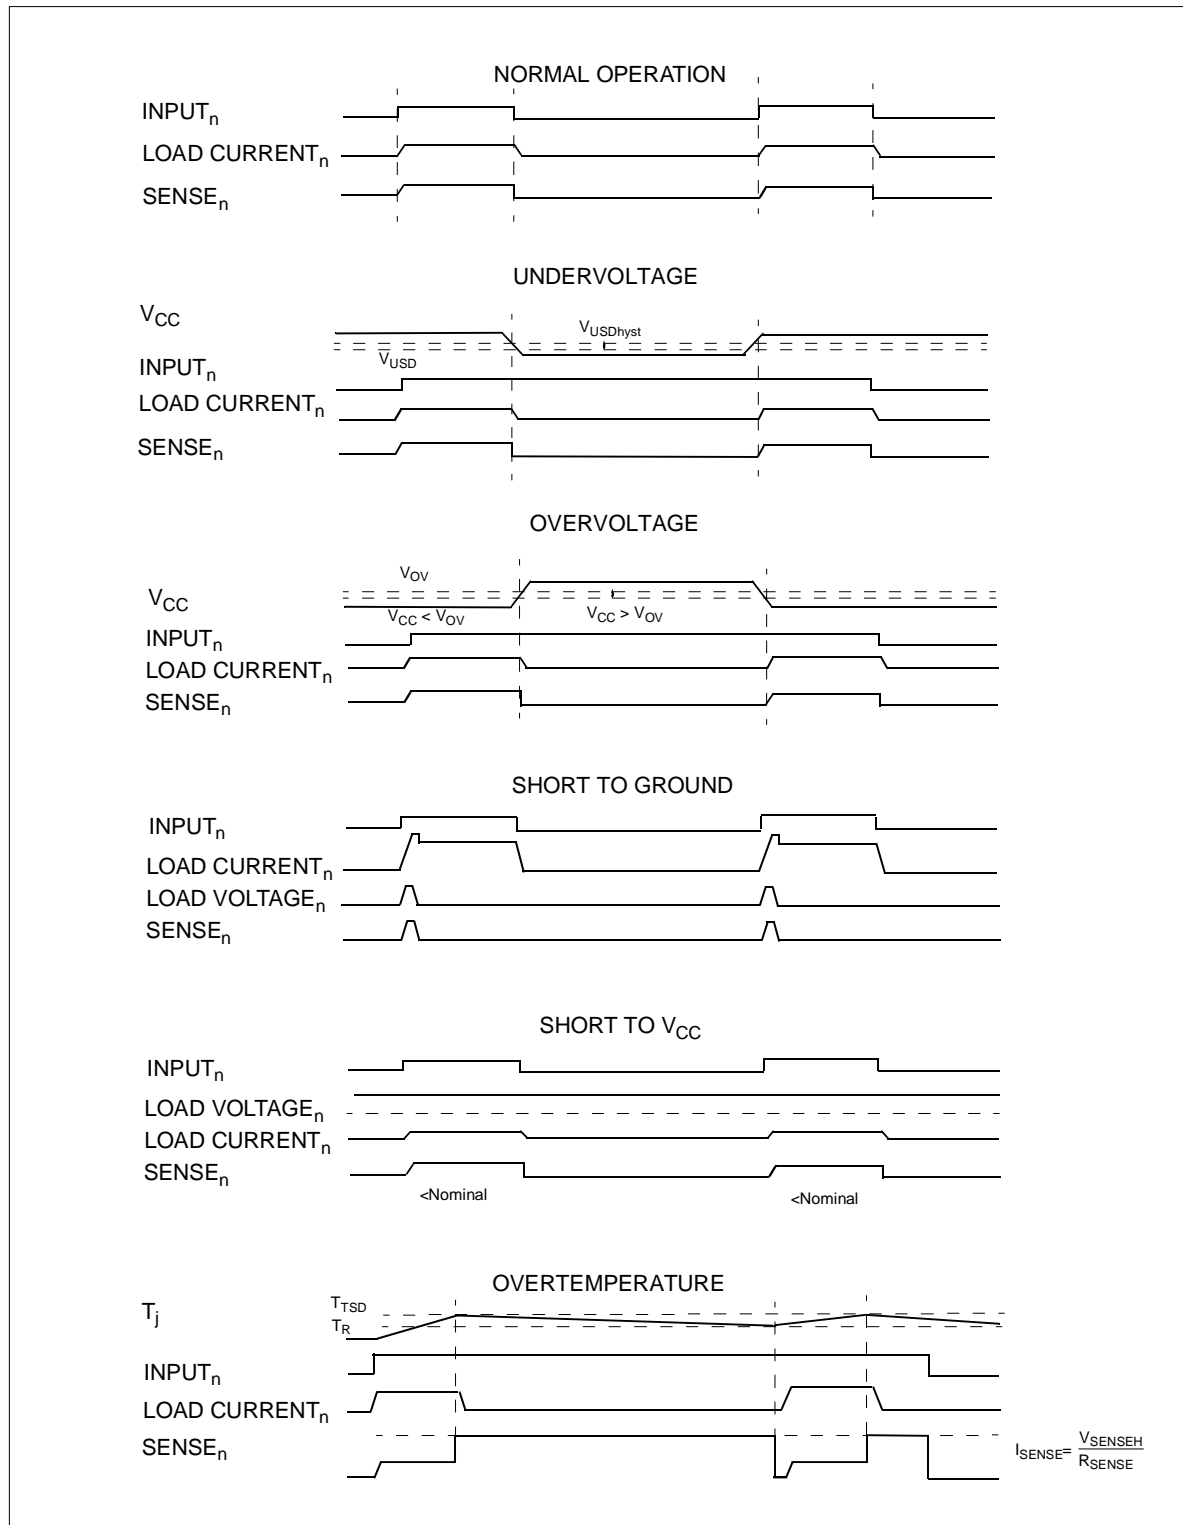 NORMAL OPERATION
INPUTn
LOAD CURRENTn
SENSEn
UNDERVOLTAGE
VCC
VUSDhyst
VUSD
INPUTn
LOAD CURRENTn
SENSEn
OVERVOLTAGE
VOV
VCC
VCC < VOV
VCC > VOV
INPUTn
LOAD CURRENTn
SENSEn
SHORT TO GROUND
INPUTn
LOAD CURRENTn
LOAD VOLTAGEn
SENSEn
SHORT TO VCC
INPUTn
LOAD VOLTAGEn
LOAD CURRENTn
SENSEn
<Nominal
<Nominal
OVERTEMPERATURE
Tj
TTSD
TR
INPUTn
LOAD CURRENTn
SENSEn
ISENSE= VSENSEH
RSENSE